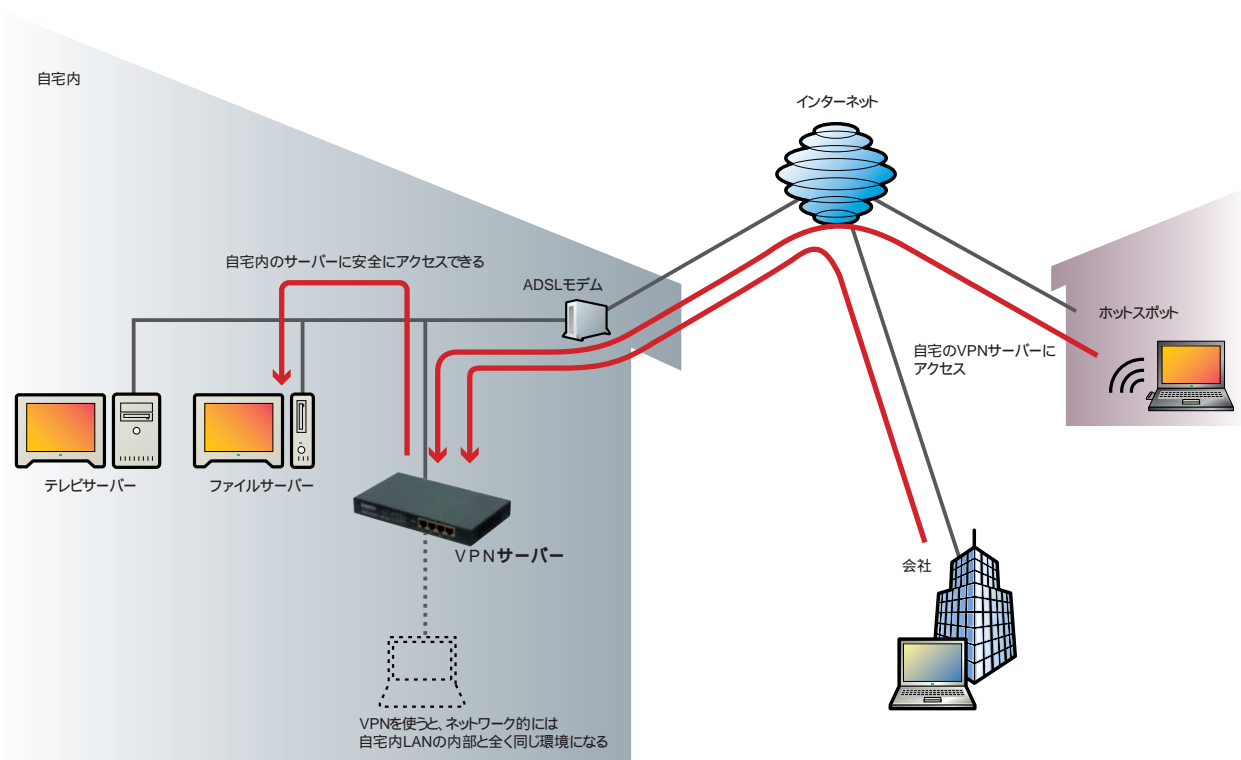 自宅内
インターネット
自宅内のサーバーに安全にアクセスできる
ADSLモデム
ホットスポット
自宅のVPNサーバーに
アクセス
テレビサーバー
ファイルサーバー
VPNサーバー
会社
VPNを使うと、ネットワーク的には
自宅内LANの内部と全く同じ環境になる